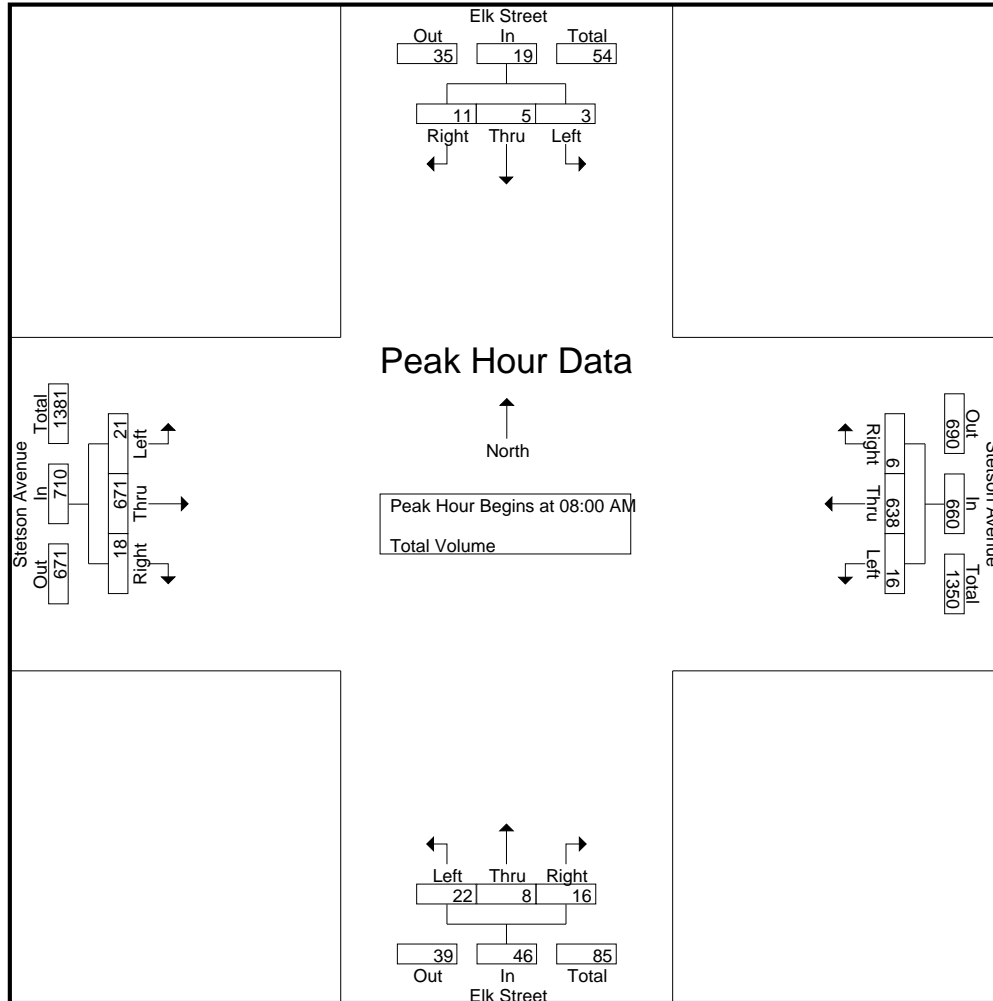 Elk Street
Out In Total
35 19 54
11 5 3
Right Thru Left
Peak Hour Data
North
Peak Hour Begins at 08:00 AM
Total Volume
Stetson Avenue
Total In Out
1381 710 671
21 671 18
Left Thru Right
Right Thru Left
6 638 16
690 660 1350
Out In Total
Stetson Avenue
Left Thru Right
22 8 16
39 46 85
Out In Total
Elk Street